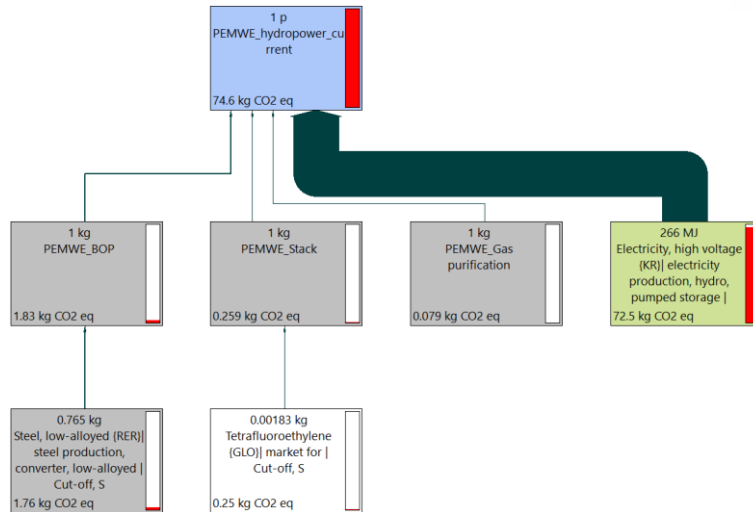 1 p
PEMWE_hydropower_cu
rrent
74.6 kg CO2 eq
1 kg
PEMWE_BOP
1.83 kg CO2 eq
1 kg
PEMWE_Stack
0.259 kg CO2 eq
1 kg
PEMWE_Gas
purification
0.079 kg CO2 eq
266 MJ
Electricity, high voltage
{KR}| electricity
production, hydro,
pumped storage |
72.5 kg CO2 eq
0.765 kg
Steel, low-alloyed {RER}|
steel production,
converter, low-alloyed |
Cut-off, S
1.76 kg CO2 eq
0.00183 kg
Tetrafluoroethylene
{GLO}| market for |
Cut-off, S
0.25 kg CO2 eq